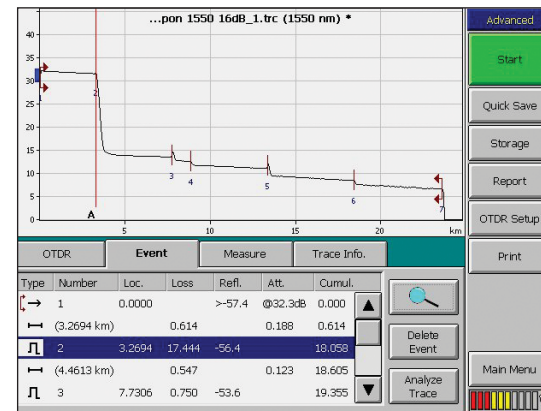 ...pon 1550 16dB_1.trc (1550 nm) *
Advanced
40
35
30
25
20
15
10
5
0
1
2
3
4
5
6
7
A
5
10
15
20
km
Start
Quick Save
Storage
Report
OTDR Setup
Print
Main Menu
OTDR
Event
Measure
Trace Info.
Type Number Loc. Loss Refl. Att. Cumul.
1 0.0000 >-57.4 @32.3dB 0.000
(3.2694 km) 0.614 0.188 0.614
2 3.2694 17.444 -56.4 18.058
(4.4613 km) 0.547 0.123 18.605
3 7.7306 0.750 -53.6 19.355
Delete
Event
Analyze
Trace